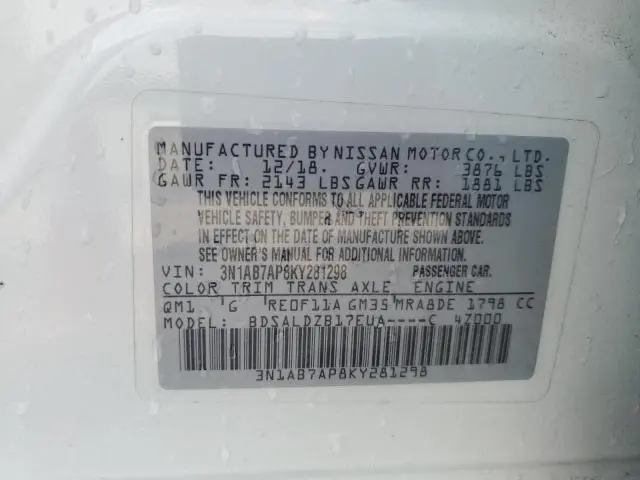 MANUFACTURED BY NISSAN MOTOR CO., LTD.
DATE: 12/18. GVWR: 3876 LBS
GAWR FR: 2143 LBS GAWR RR: 1881 LBS
THIS VEHICLE CONFORMS TO ALL APPLICABLE FEDERAL MOTOR
VEHICLE SAFETY, BUMPER AND THEFT PREVENTION STANDARDS
IN EFFECT ON THE DATE OF MANUFACTURE SHOWN ABOVE.
SEE OWNER'S MANUAL FOR ADDITIONAL INFORMATION.
VIN: 3N1AB7AP8KY281298 PASSENGER CAR.
COLOR TRIM TRANS AXLE ENGINE
QM1 G RE0F11A GM35 MRA8DE 1798 CC
MODEL: BDSALDZB17EUA----C 4Z000
3N1AB7AP8KY281298